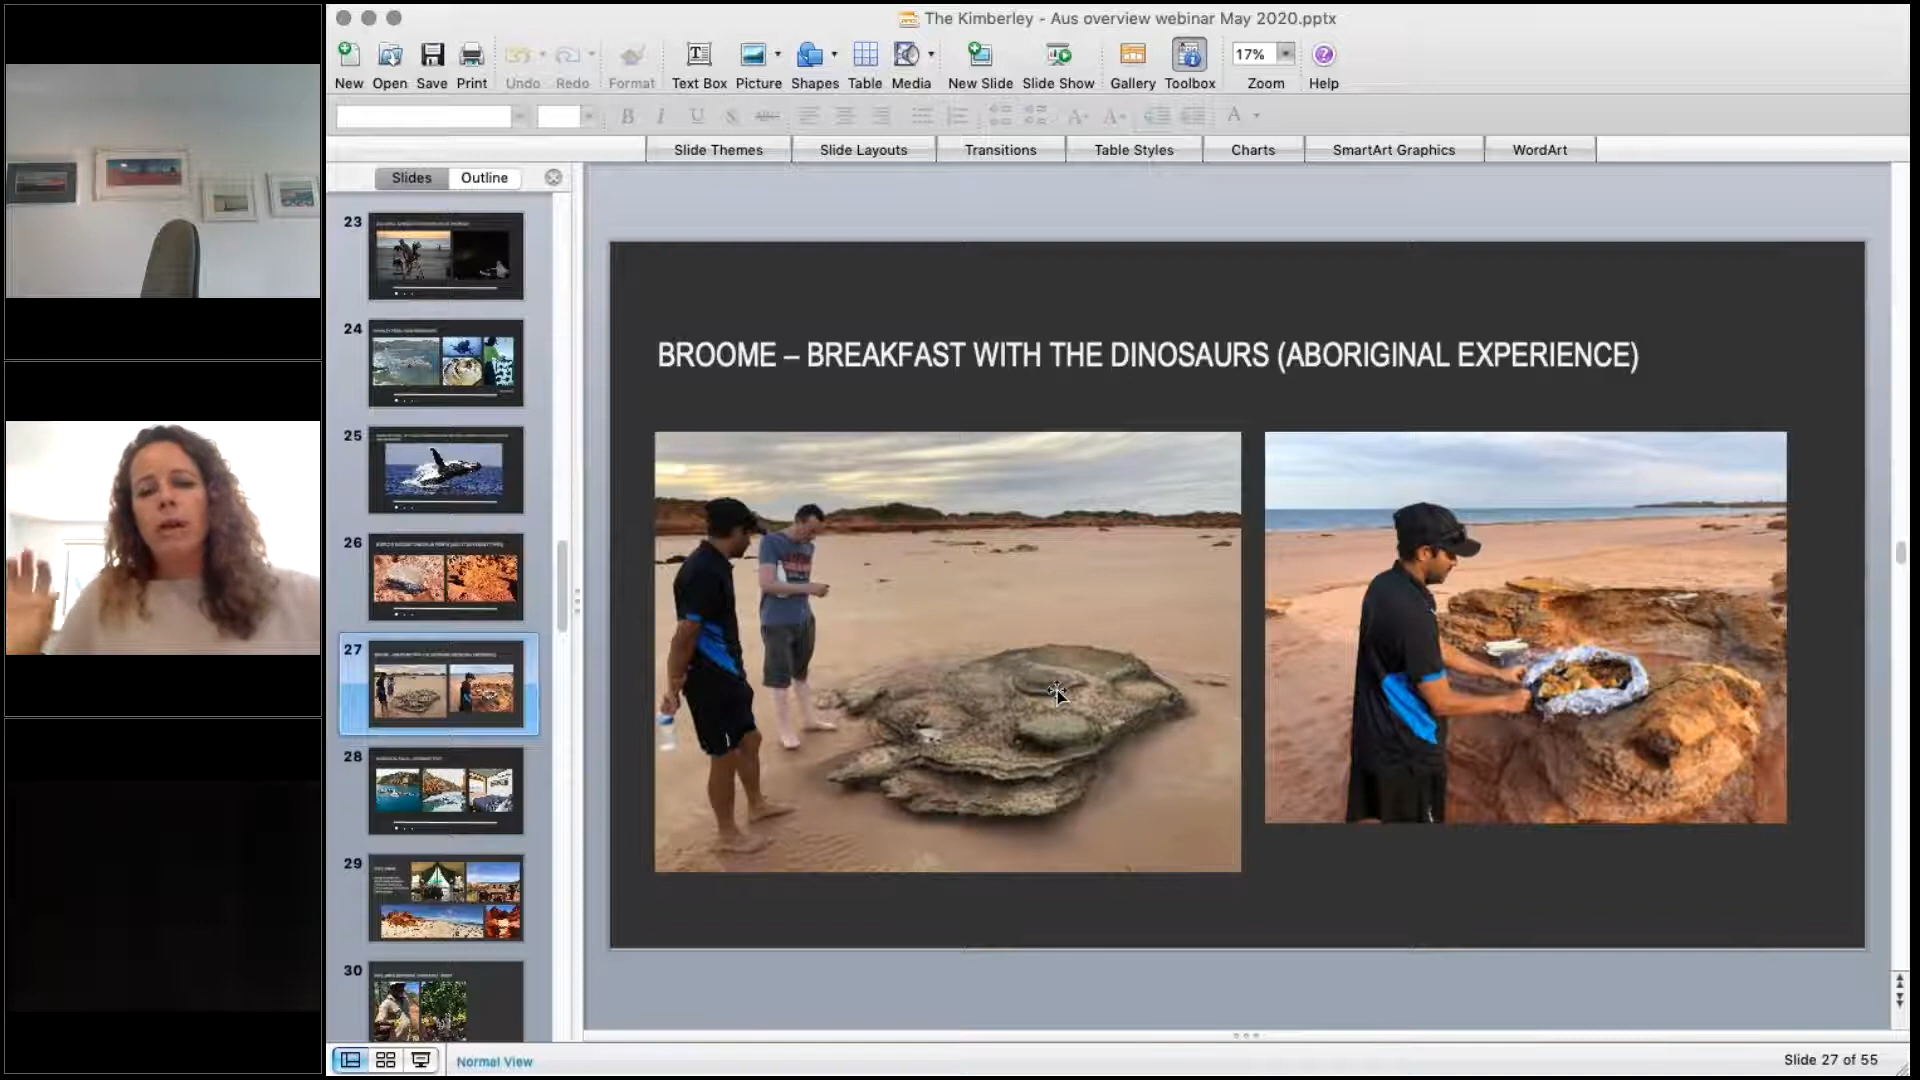 The Kimberley - Aus overview webinar May 2020.pptx
New Open Save Print Undo Redo Format Text Box Picture Shapes Table Media New Slide Slide Show Gallery Toolbox 17% Zoom Help
B I U S ABC A A A
Slide Themes Slide Layouts Transitions Table Styles Charts SmartArt Graphics WordArt
Slides Outline
23
24
25
26
27
28
29
30
BROOME – BREAKFAST WITH THE DINOSAURS (ABORIGINAL EXPERIENCE)
Normal View
Slide 27 of 55